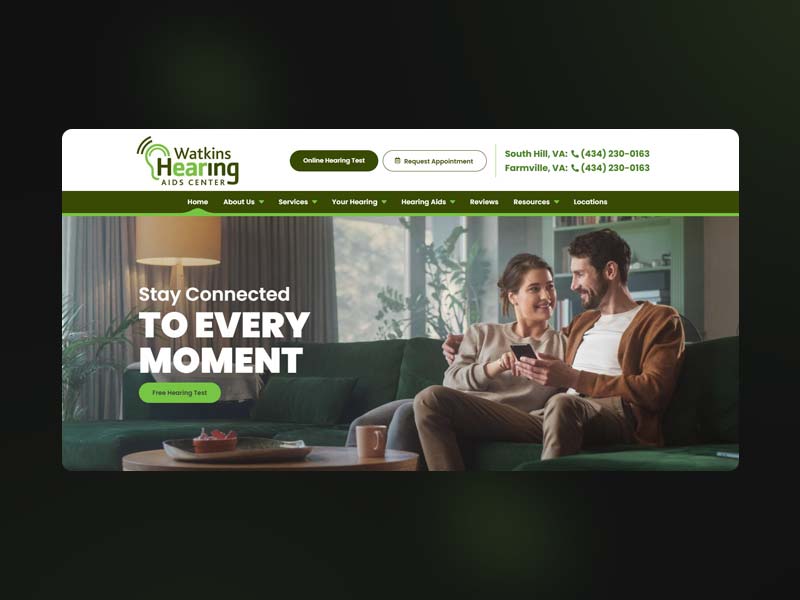 Watkins
Hearing
AIDS CENTER
Online Hearing Test
Request Appointment
South Hill, VA: (434) 230-0163
Farmville, VA: (434) 230-0163
Home About Us Services Your Hearing Hearing Aids Reviews Resources Locations
Stay Connected
TO EVERY
MOMENT
Free Hearing Test